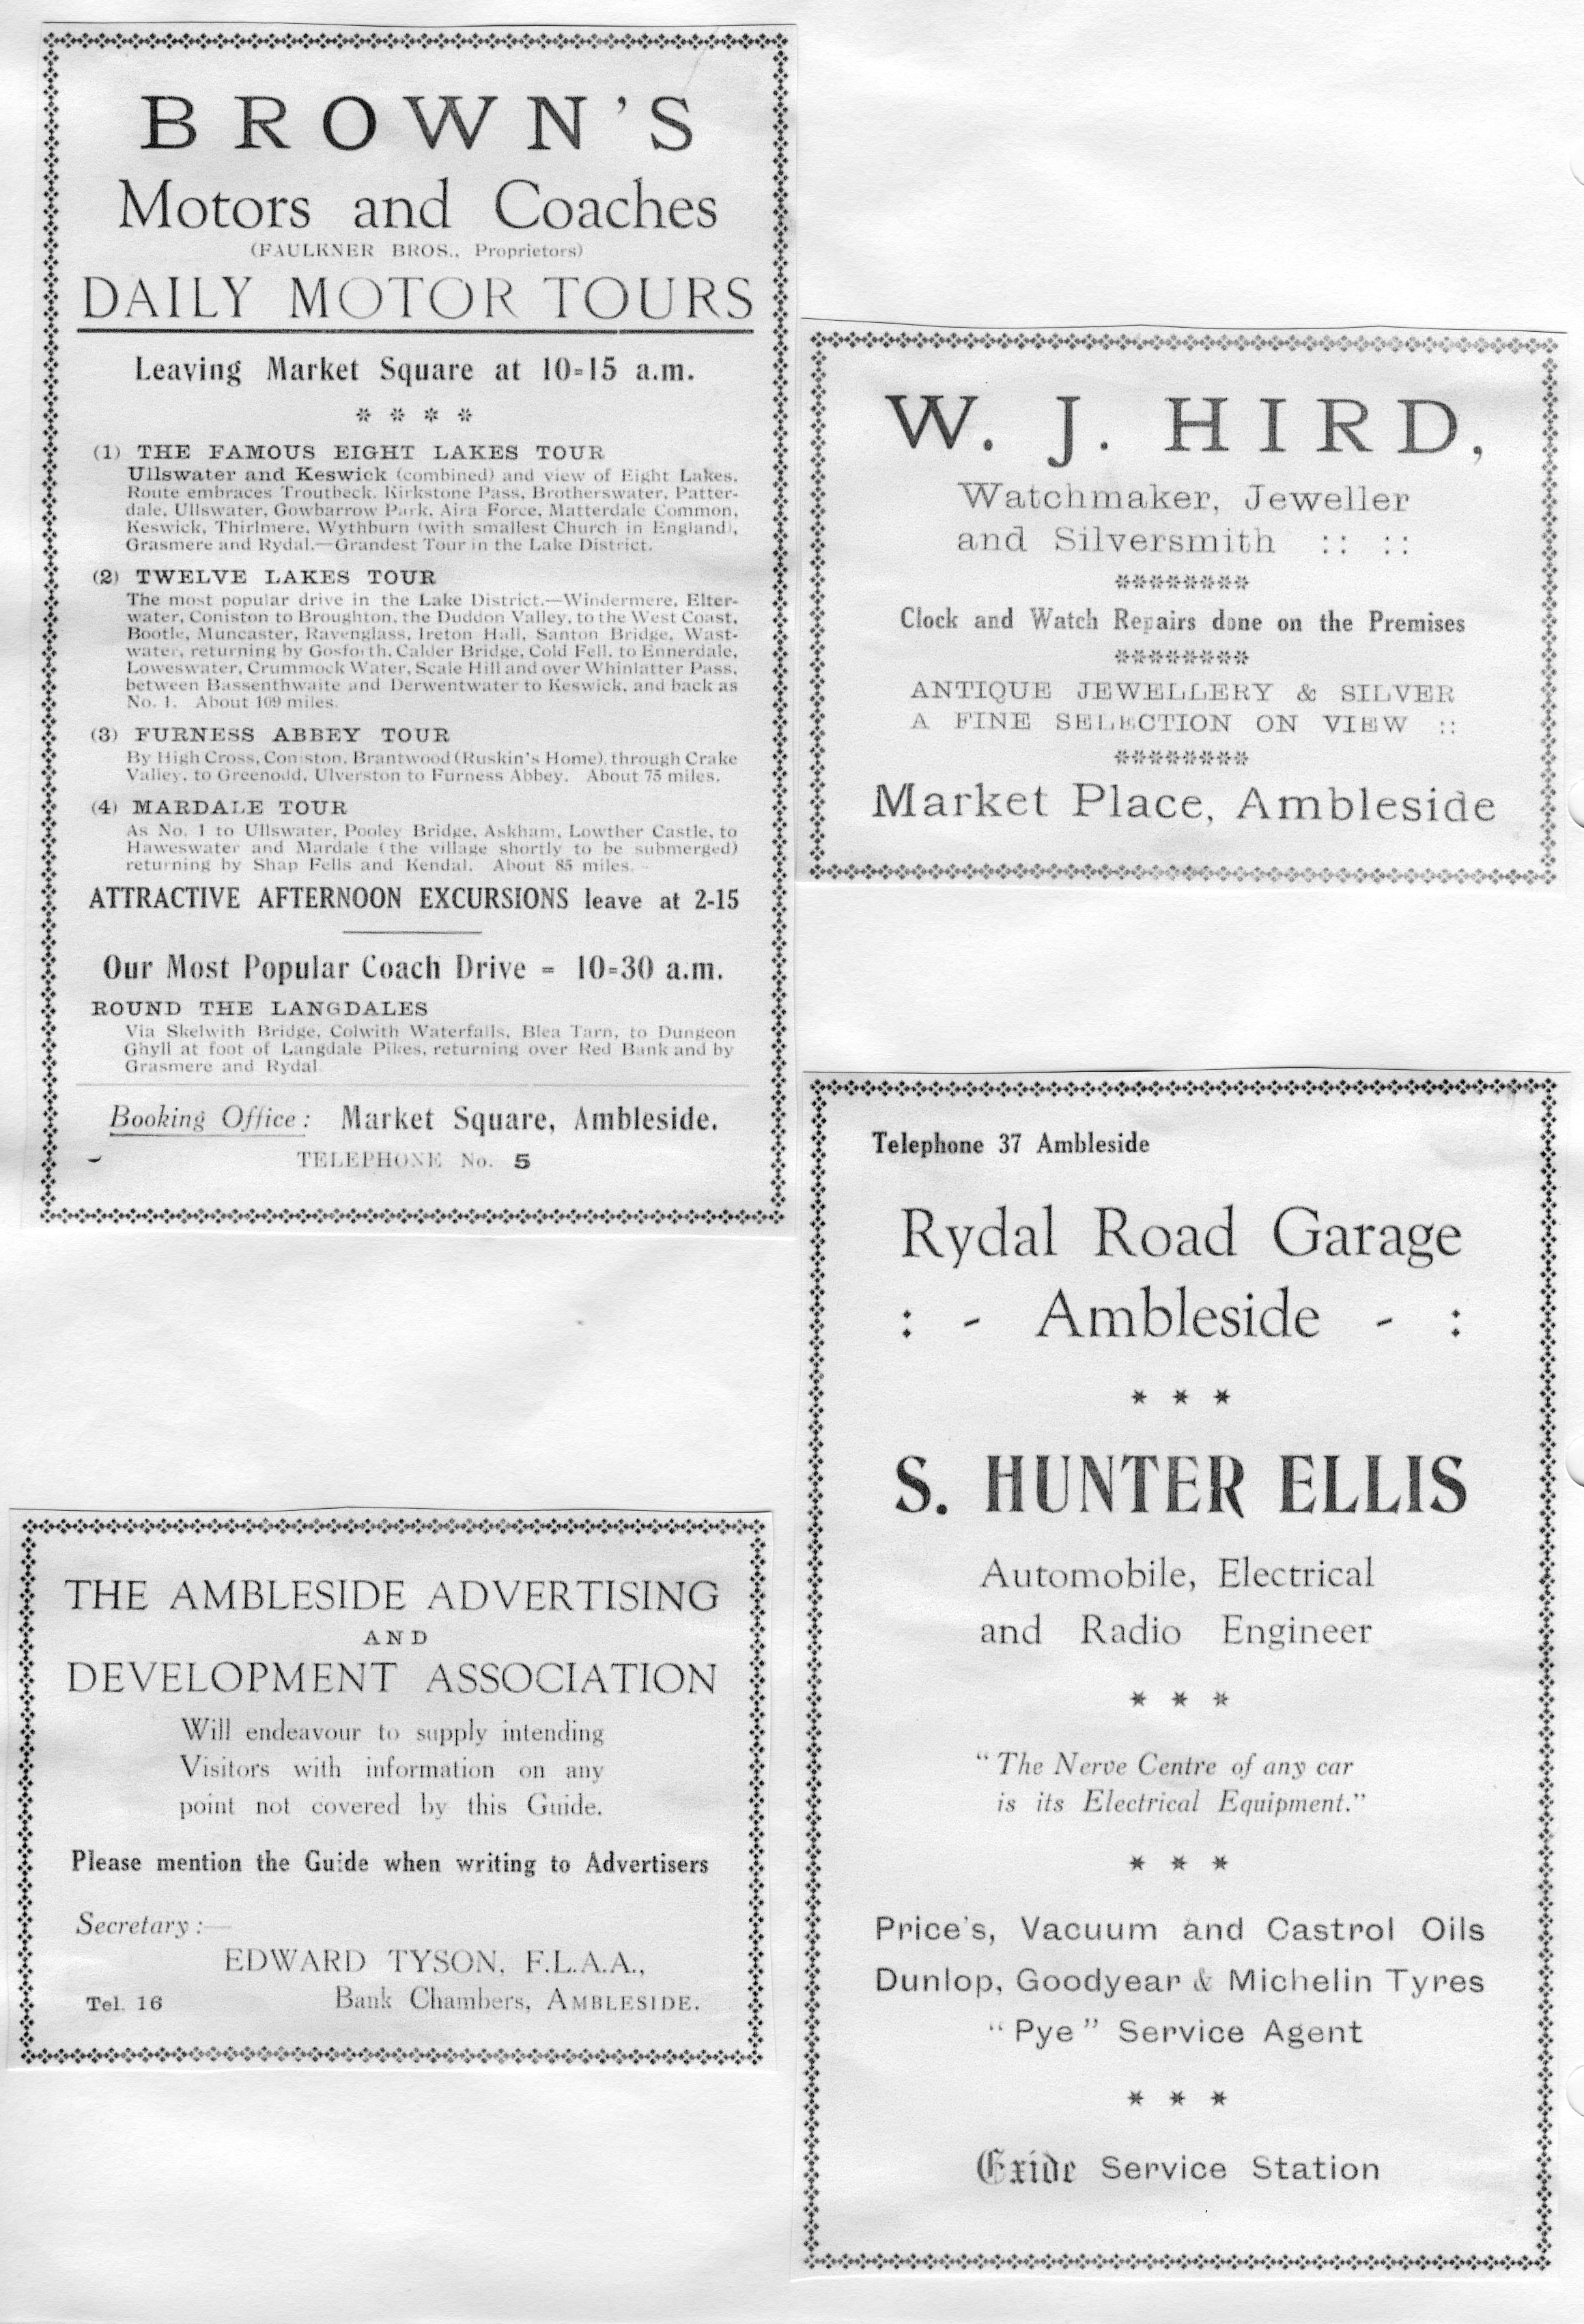 BROWN'S
Motors and Coaches
(FAULKNER BROS., Proprietors)
DAILY MOTOR TOURS
Leaving Market Square at 10-15 a.m.
(1) THE FAMOUS EIGHT LAKES TOUR
Ullswater and Keswick (combined) and view of Eight Lakes.
Route embraces Troutbeck, Kirkstone Pass, Brotherswater, Patter-
dale, Ullswater, Gowbarrow Park, Aira Force, Matterdale Common,
Keswick, Thirlmere, Wythburn (with smallest Church in England),
Grasmere and Rydal.—Grandest Tour in the Lake District.
(2) TWELVE LAKES TOUR
The most popular drive in the Lake District.—Windermere, Elter-
water, Coniston to Broughton, the Duddon Valley, to the West Coast,
Bootle, Muncaster, Ravenglass, Ireton Hall, Santon Bridge, Wast-
water, returning by Gosforth, Calder Bridge, Cold Fell, to Ennerdale,
Loweswater, Crummock Water, Scale Hill and over Whinlatter Pass,
between Bassenthwaite and Derwentwater to Keswick, and back as
No. 1. About 109 miles.
(3) FURNESS ABBEY TOUR
By High Cross, Coniston, Brantwood (Ruskin's Home), through Crake
Valley, to Greenodd, Ulverston to Furness Abbey. About 75 miles.
(4) MARDALE TOUR
As No. 1 to Ullswater, Pooley Bridge, Askham, Lowther Castle, to
Haweswater and Mardale (the village shortly to be submerged)
returning by Shap Fells and Kendal. About 85 miles.
ATTRACTIVE AFTERNOON EXCURSIONS leave at 2-15
Our Most Popular Coach Drive - 10-30 a.m.
ROUND THE LANGDALES
Via Skelwith Bridge, Colwith Waterfalls, Blea Tarn, to Dungeon
Ghyll at foot of Langdale Pikes, returning over Red Bank and by
Grasmere and Rydal
Booking Office: Market Square, Ambleside.
TELEPHONE No. 5
THE AMBLESIDE ADVERTISING
AND
DEVELOPMENT ASSOCIATION
Will endeavour to supply intending
Visitors with information on any
point not covered by this Guide.
Please mention the Guide when writing to Advertisers
Secretary :—
EDWARD TYSON, F.L.A.A.,
Tel. 16 Bank Chambers, AMBLESIDE.
W. J. HIRD,
Watchmaker, Jeweller
and Silversmith :: ::
Clock and Watch Repairs done on the Premises
ANTIQUE JEWELLERY & SILVER
A FINE SELECTION ON VIEW ::
Market Place, Ambleside
Telephone 37 Ambleside
Rydal Road Garage
: - Ambleside - :
S. HUNTER ELLIS
Automobile, Electrical
and Radio Engineer
"The Nerve Centre of any car
is its Electrical Equipment."
Price's, Vacuum and Castrol Oils
Dunlop, Goodyear & Michelin Tyres
"Pye" Service Agent
Exide Service Station